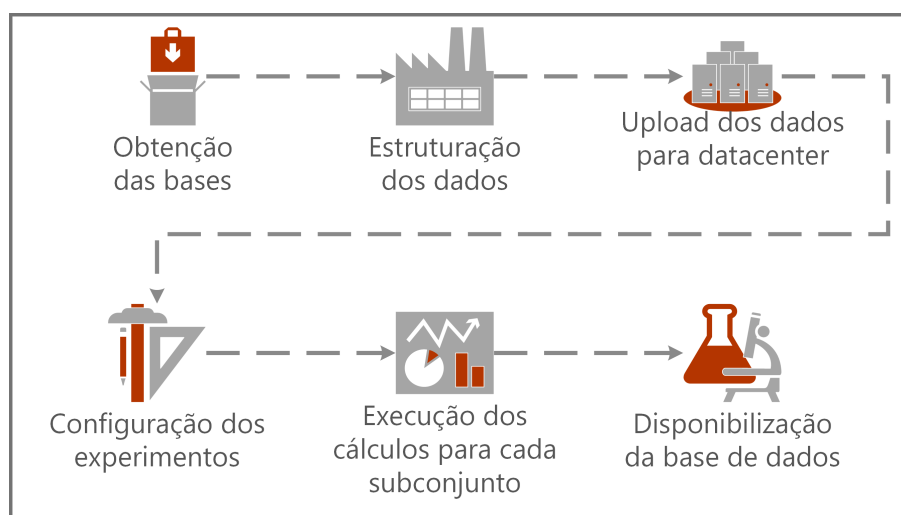 Obtenção
das bases
Estruturação
dos dados
Upload dos dados
para datacenter
Configuração dos
experimentos
Execução dos
cálculos para cada
subconjunto
Disponibilização
da base de dados